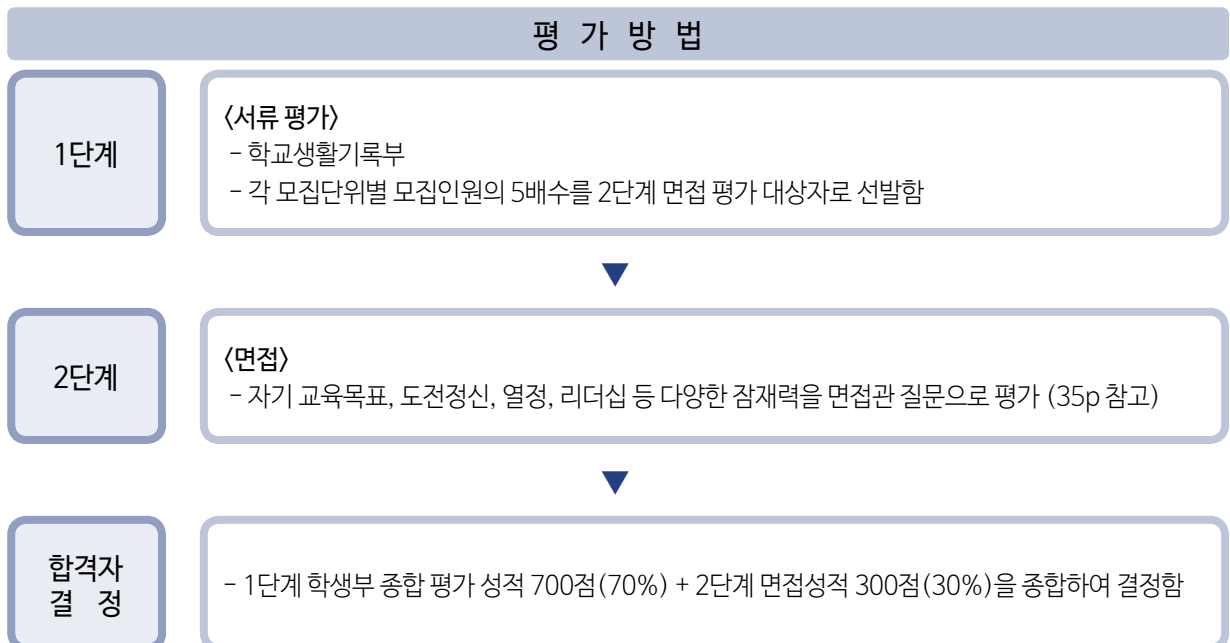 평 가 방 법
1단계
〈서류 평가〉
- 학교생활기록부
- 각 모집단위별 모집인원의 5배수를 2단계 면접 평가 대상자로 선발함
2단계
〈면접〉
- 자기 교육목표, 도전정신, 열정, 리더십 등 다양한 잠재력을 면접관 질문으로 평가 (35p 참고)
합격자
결 정
- 1단계 학생부 종합 평가 성적 700점(70%) + 2단계 면접성적 300점(30%)을 종합하여 결정함